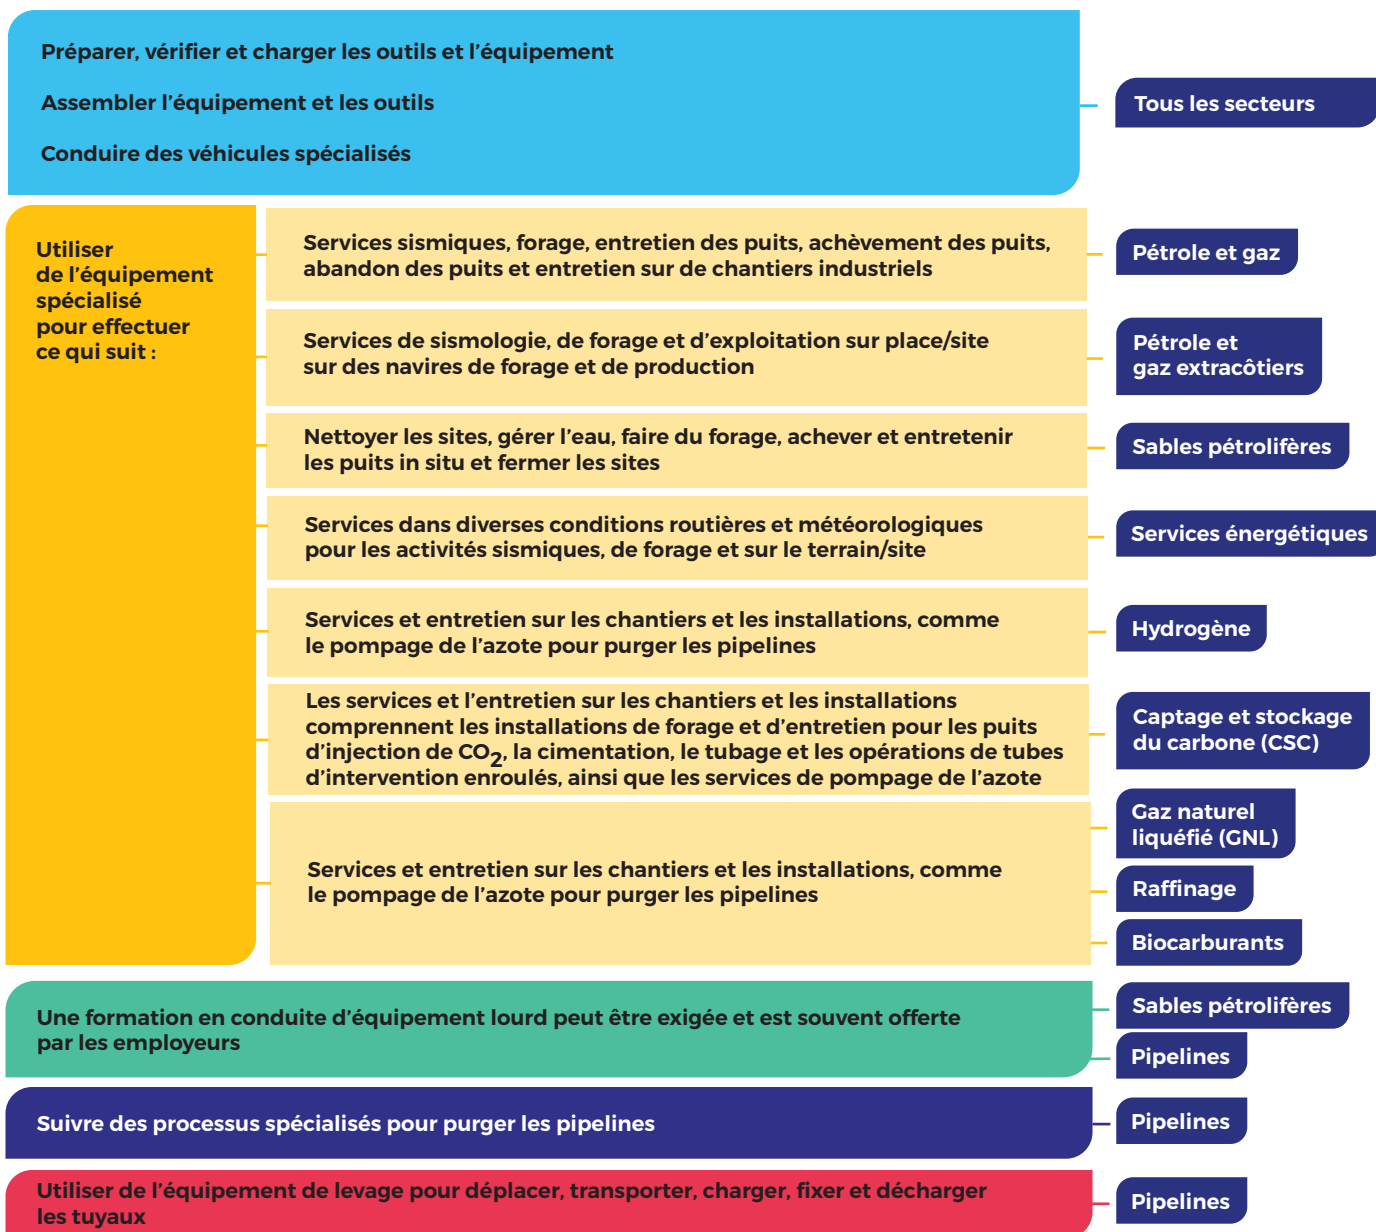 Préparer, vérifier et charger les outils et l'équipement
Assembler l'équipement et les outils
Conduire des véhicules spécialisés
Tous les secteurs
Utiliser
de l'équipement
spécialisé
pour effectuer
ce qui suit :
Services sismiques, forage, entretien des puits, achèvement des puits,
abandon des puits et entretien sur de chantiers industriels
Pétrole et gaz
Services de sismologie, de forage et d'exploitation sur place/site
sur des navires de forage et de production
Pétrole et
gaz extracôtiers
Nettoyer les sites, gérer l'eau, faire du forage, achever et entretenir
les puits in situ et fermer les sites
Sables pétrolifères
Services dans diverses conditions routières et météorologiques
pour les activités sismiques, de forage et sur le terrain/site
Services énergétiques
Services et entretien sur les chantiers et les installations, comme
le pompage de l'azote pour purger les pipelines
Hydrogène
Les services et l'entretien sur les chantiers et les installations
comprennent les installations de forage et d'entretien pour les puits
d'injection de CO2, la cimentation, le tubage et les opérations de tubes
d'intervention enroulés, ainsi que les services de pompage de l'azote
Captage et stockage
du carbone (CSC)
Services et entretien sur les chantiers et les installations, comme
le pompage de l'azote pour purger les pipelines
Gaz naturel
liquéfié (GNL)
Raffinage
Biocarburants
Une formation en conduite d'équipement lourd peut être exigée et est souvent offerte
par les employeurs
Sables pétrolifères
Pipelines
Suivre des processus spécialisés pour purger les pipelines
Pipelines
Utiliser de l'équipement de levage pour déplacer, transporter, charger, fixer et décharger
les tuyaux
Pipelines